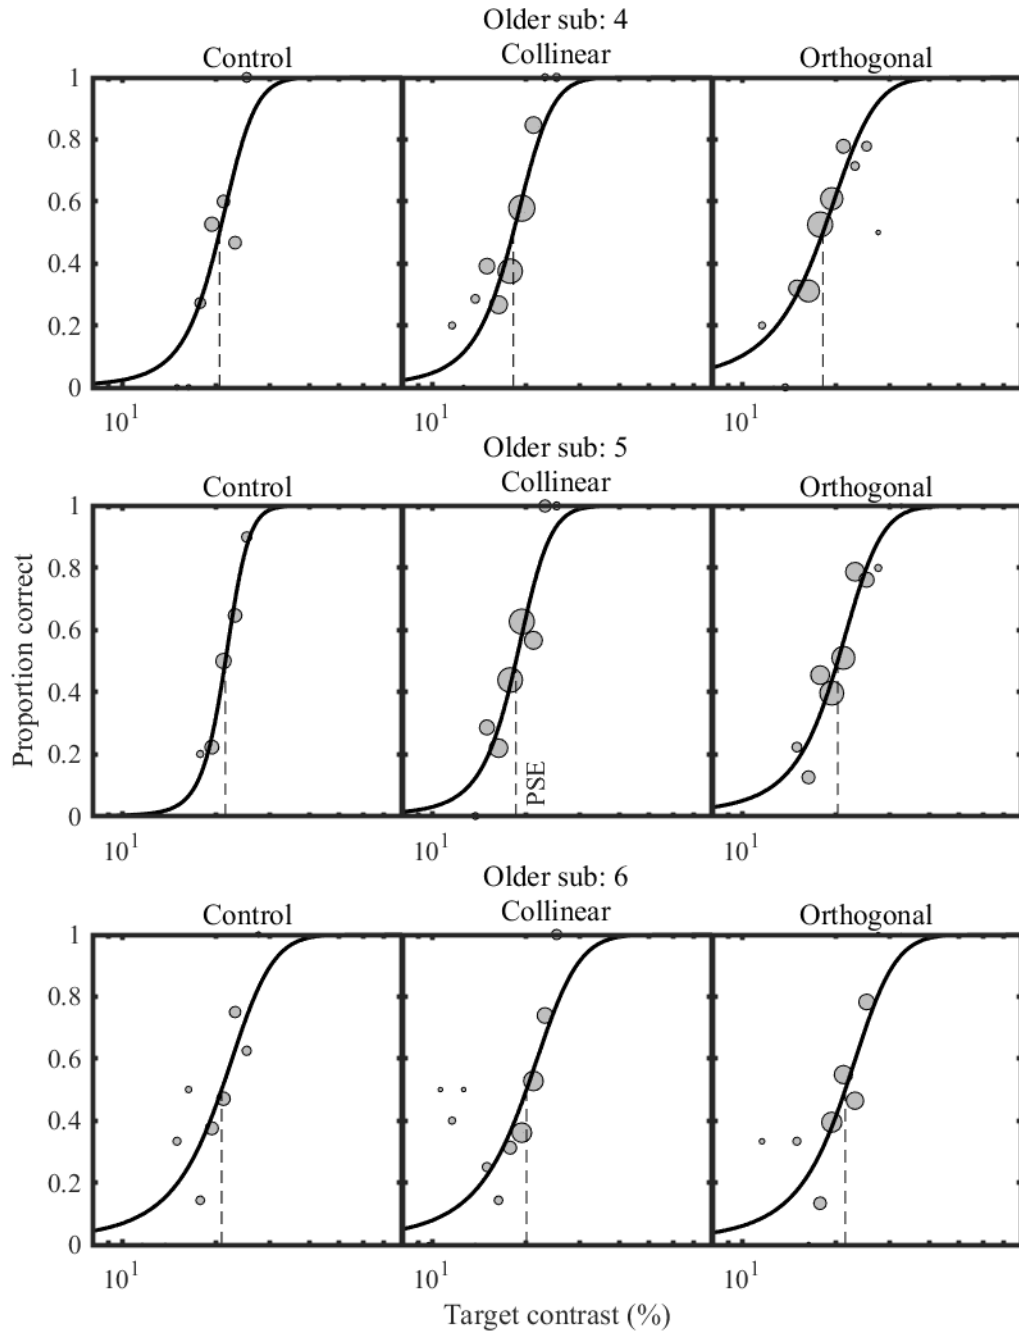 Older sub: 4
Control
Collinear
Orthogonal
1
0.8
0.6
0.4
0.2
0
10^1
10^1
10^1
Older sub: 5
Control
Collinear
Orthogonal
1
0.8
0.6
0.4
0.2
0
PSE
10^1
10^1
10^1
Proportion correct
Older sub: 6
Control
Collinear
Orthogonal
1
0.8
0.6
0.4
0.2
0
10^1
10^1
10^1
Target contrast (%)